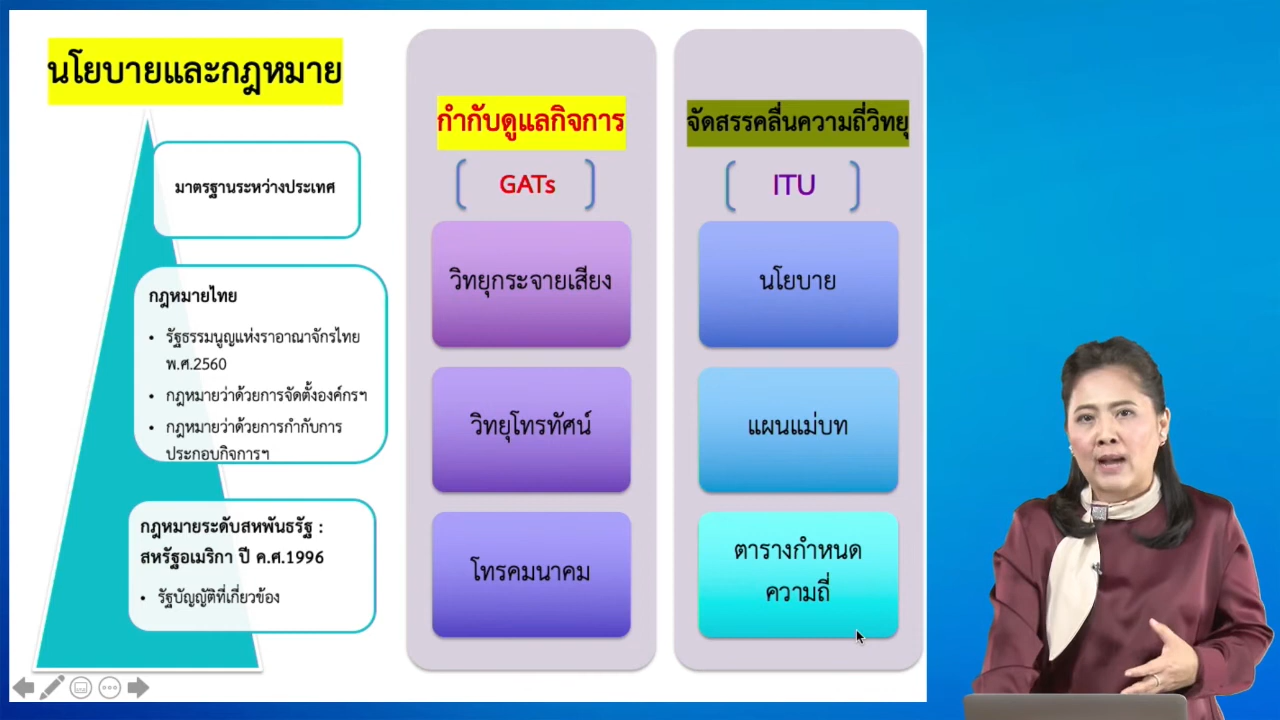 นโยบายและกฎหมาย
มาตรฐานระหว่างประเทศ
กฎหมายไทย
• รัฐธรรมนูญแห่งราอาณาจักรไทย
พ.ศ.2560
• กฎหมายว่าด้วยการจัดตั้งองค์กรฯ
• กฎหมายว่าด้วยการกำกับการ
ประกอบกิจการฯ
กฎหมายระดับสหพันธรัฐ :
สหรัฐอเมริกา ปี ค.ศ.1996
• รัฐบัญญัติที่เกี่ยวข้อง
กำกับดูแลกิจการ
GATs
วิทยุกระจายเสียง
วิทยุโทรทัศน์
โทรคมนาคม
จัดสรรคลื่นความถี่วิทยุ
ITU
นโยบาย
แผนแม่บท
ตารางกำหนด
ความถี่